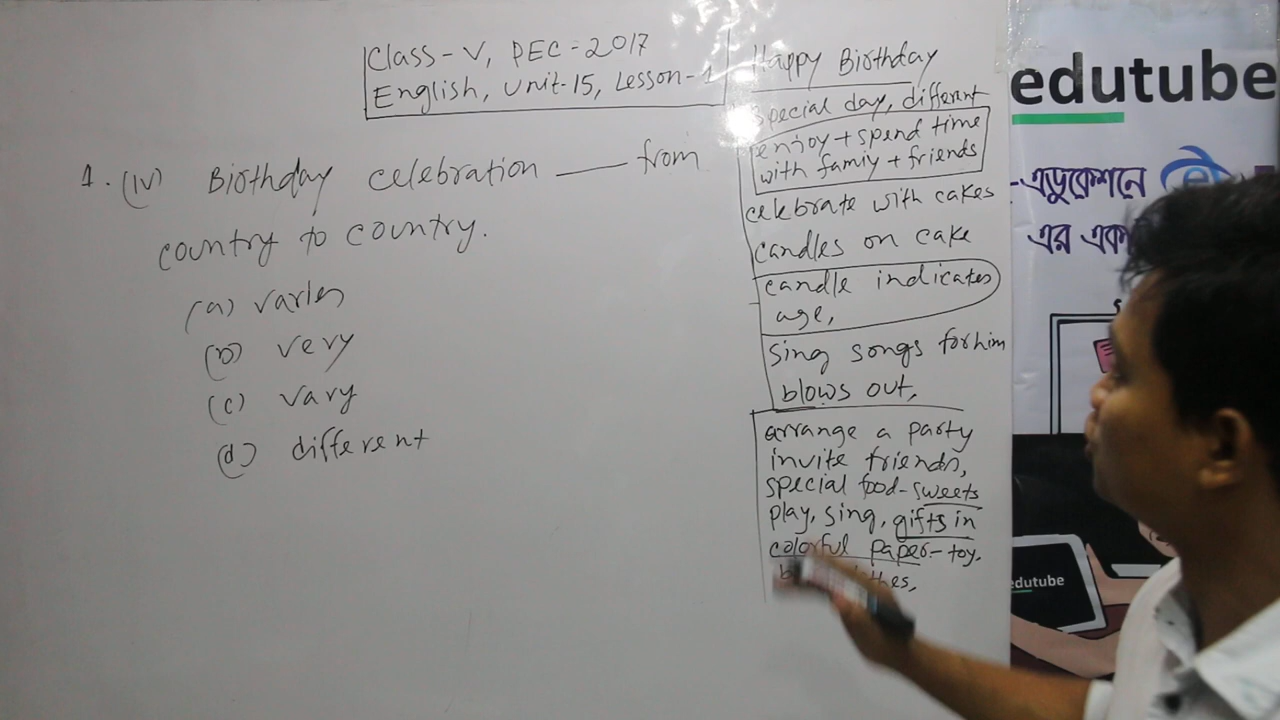 Class-V, PEC-2017
English, Unit-15, Lesson-1
1. (iv) Birthday celebration ___ from
country to country.
(a) varies
(b) very
(c) vary
(d) different
Happy Birthday
special day, different
enjoy + spend time
with famiy + friends
celebrate with cakes
candles on cake
candle indicates
age,
sing songs for him
blows out,
arrange a party
invite friends,
special food-sweets
play, sing, gifts in
colorful paper-toy.
edutube
-এডুকেশনে
এর
edutube